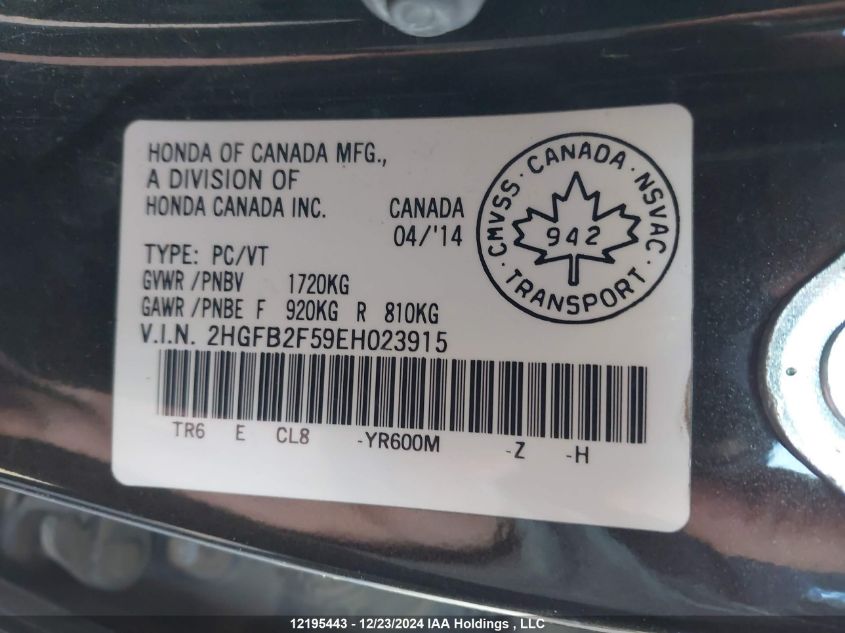 HONDA OF CANADA MFG.,
A DIVISION OF
HONDA CANADA INC.
CANADA
04/'14
TYPE: PC/VT
GVWR /PNBV 1720KG
GAWR /PNBE F 920KG R 810KG
V.I.N. 2HGFB2F59EH023915
TR6 E CL8 -YR600M -Z -H
CMVSS · CANADA · NSVAC ·
942
TRANSPORT ·
12195443 - 12/23/2024 IAA Holdings , LLC